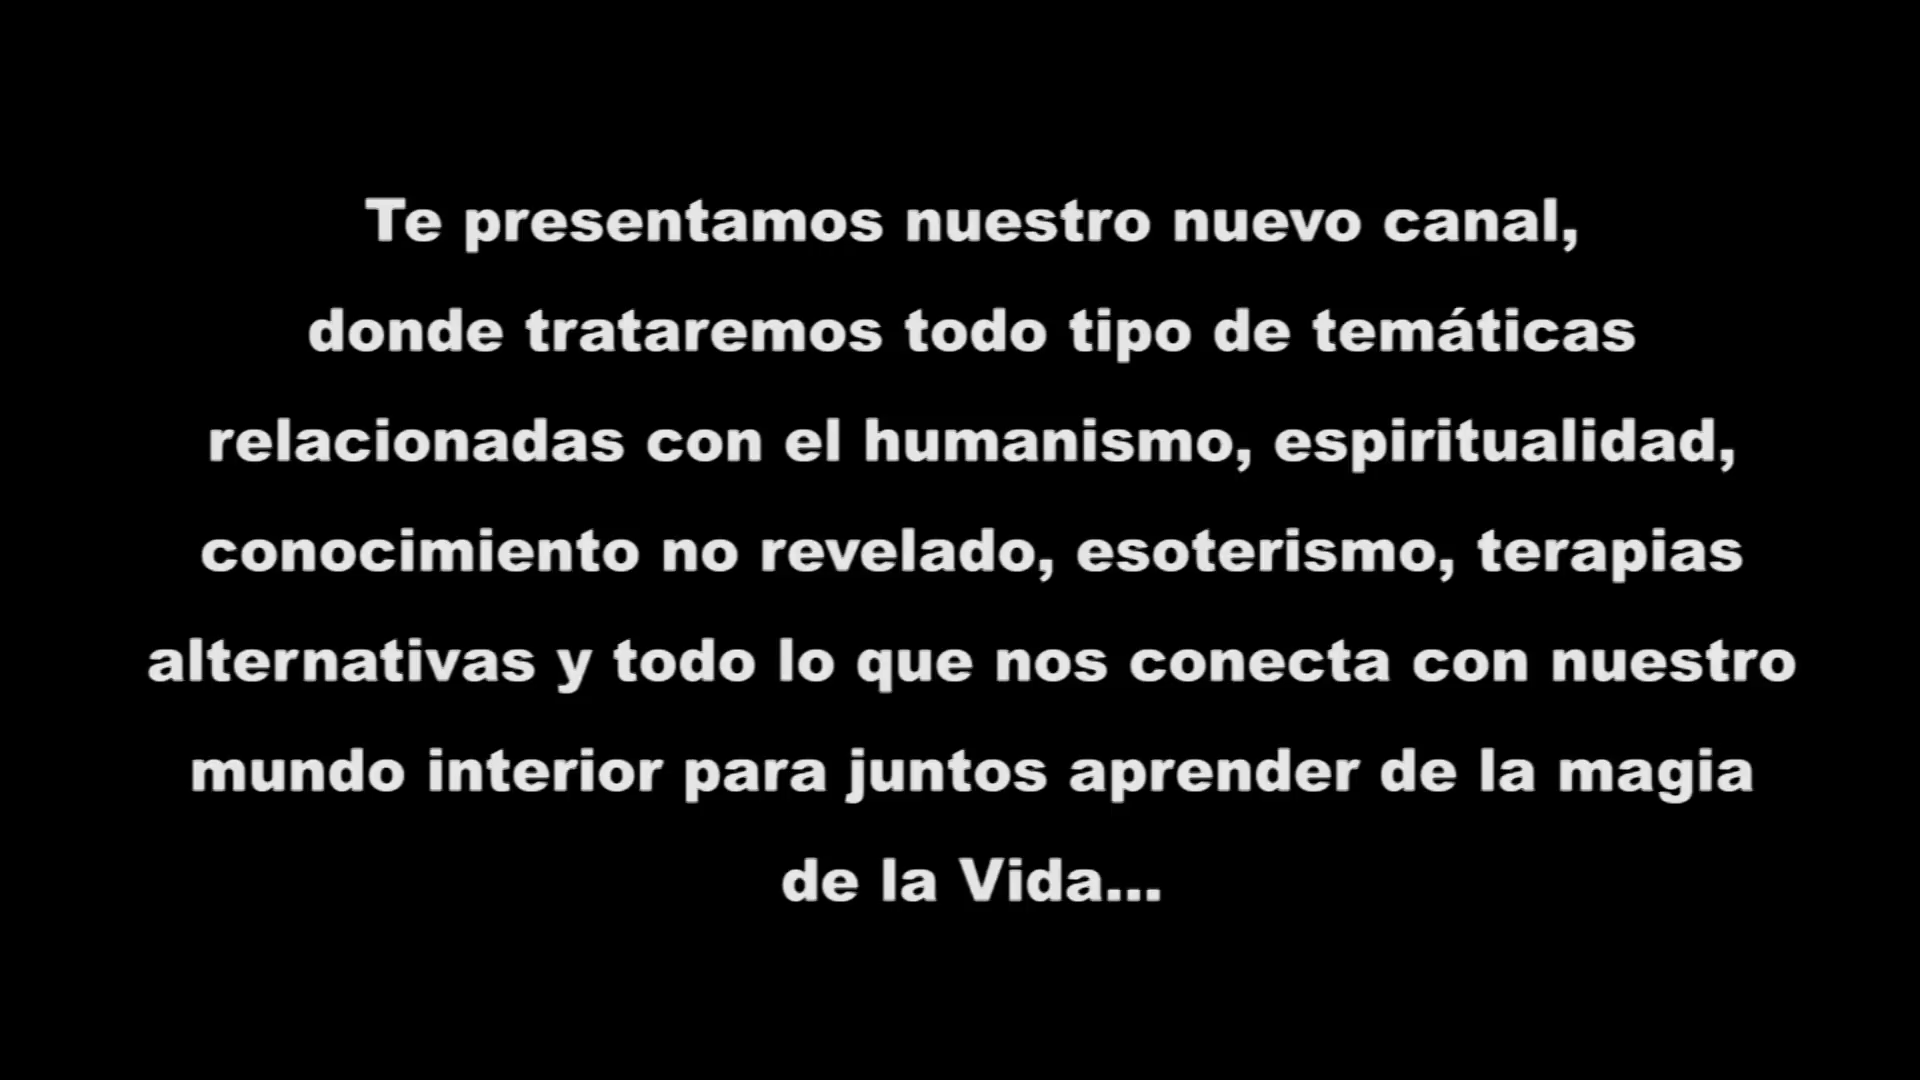 Te presentamos nuestro nuevo canal,
donde trataremos todo tipo de temáticas
relacionadas con el humanismo, espiritualidad,
conocimiento no revelado, esoterismo, terapias
alternativas y todo lo que nos conecta con nuestro
mundo interior para juntos aprender de la magia
de la Vida...